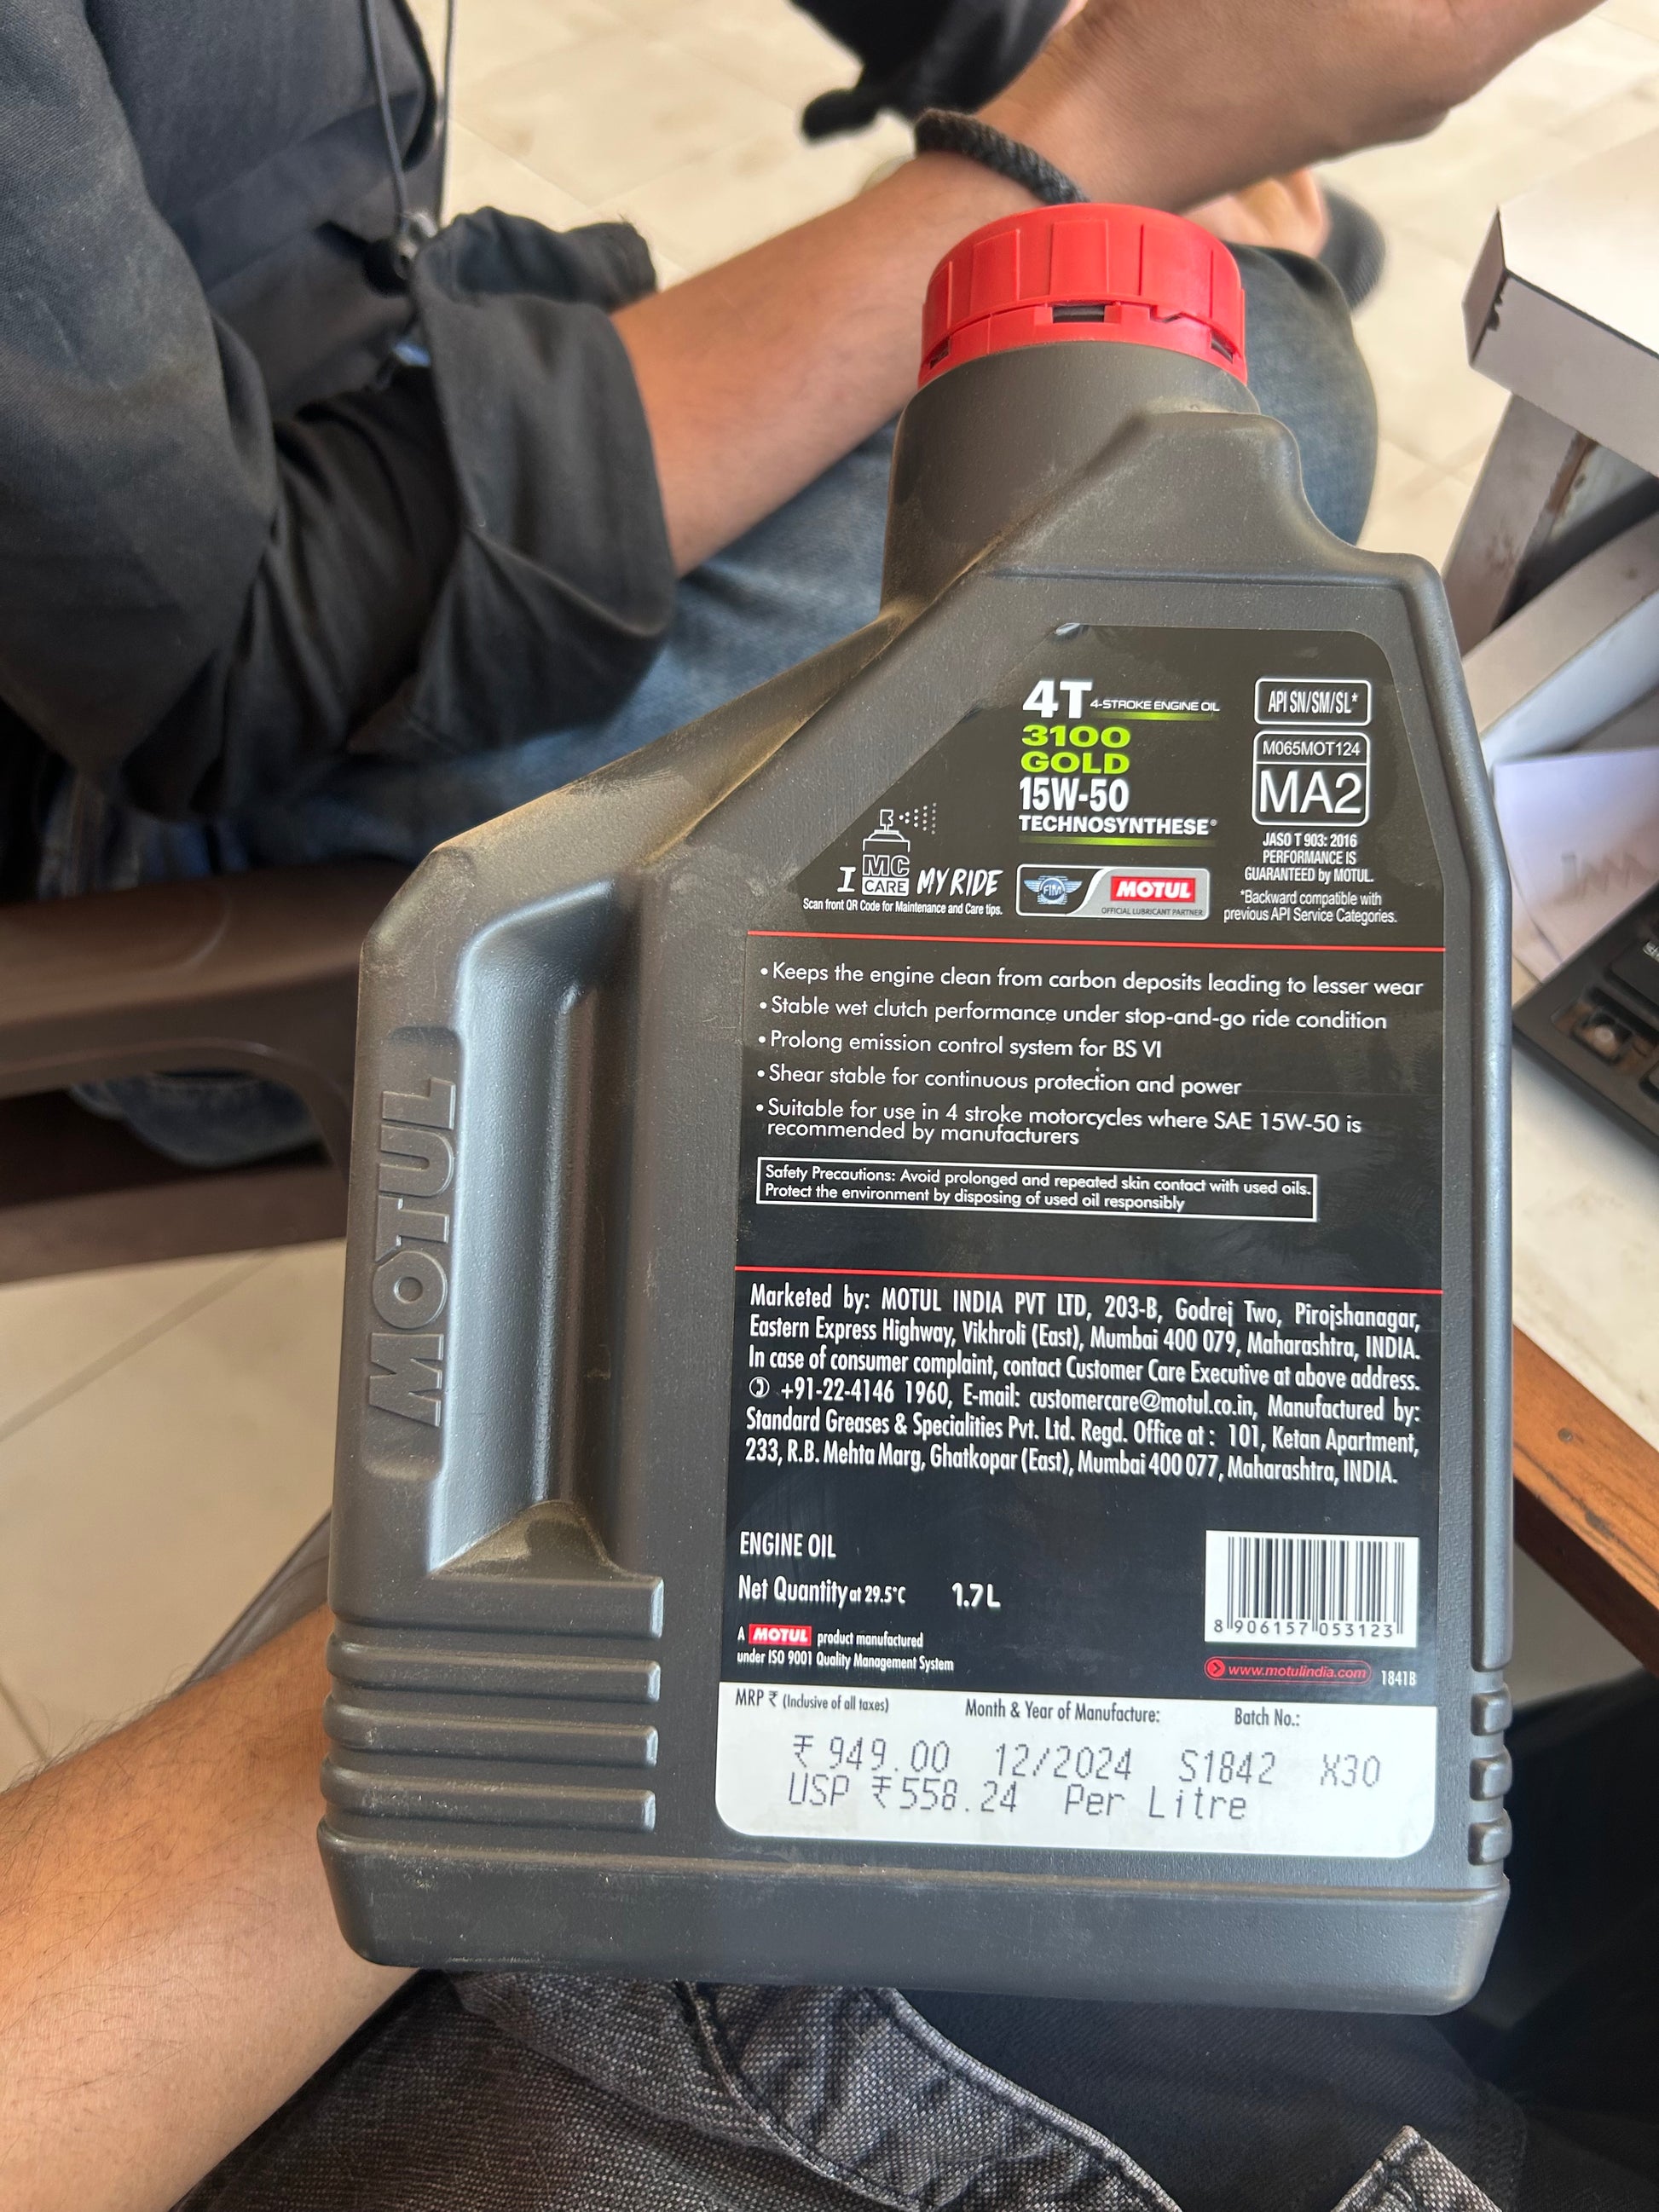 4T 4-STROKE ENGINE OIL
3100
GOLD
15W-50
TECHNOSYNTHESE®
API SN/SM/SL*
M065MOT124
MA2
JASO T 903: 2016
PERFORMANCE IS
GUARANTEED by MOTUL.
*Backward compatible with
previous API Service Categories.
I MC CARE MY RIDE
Scan front QR Code for Maintenance and Care tips.
FIM
MOTUL
OFFICIAL LUBRICANT PARTNER
• Keeps the engine clean from carbon deposits leading to lesser wear
• Stable wet clutch performance under stop-and-go ride condition
• Prolong emission control system for BS VI
• Shear stable for continuous protection and power
• Suitable for use in 4 stroke motorcycles where SAE 15W-50 is
recommended by manufacturers
Safety Precautions: Avoid prolonged and repeated skin contact with used oils.
Protect the environment by disposing of used oil responsibly
MOTUL
Marketed by: MOTUL INDIA PVT LTD, 203-B, Godrej Two, Pirojshanagar,
Eastern Express Highway, Vikhroli (East), Mumbai 400 079, Maharashtra, INDIA.
In case of consumer complaint, contact Customer Care Executive at above address.
✆ +91-22-4146 1960, E-mail: customercare@motul.co.in, Manufactured by:
Standard Greases & Specialities Pvt. Ltd. Regd. Office at : 101, Ketan Apartment,
233, R.B. Mehta Marg, Ghatkopar (East), Mumbai 400 077, Maharashtra, INDIA.
ENGINE OIL
Net Quantity at 29.5°C 1.7 L
8 906157 053123
A MOTUL product manufactured
under ISO 9001 Quality Management System
www.motulindia.com 1841B
MRP ₹ (Inclusive of all taxes) Month & Year of Manufacture: Batch No.:
₹ 949.00 12/2024 S1842 X30
USP ₹558.24 Per Litre